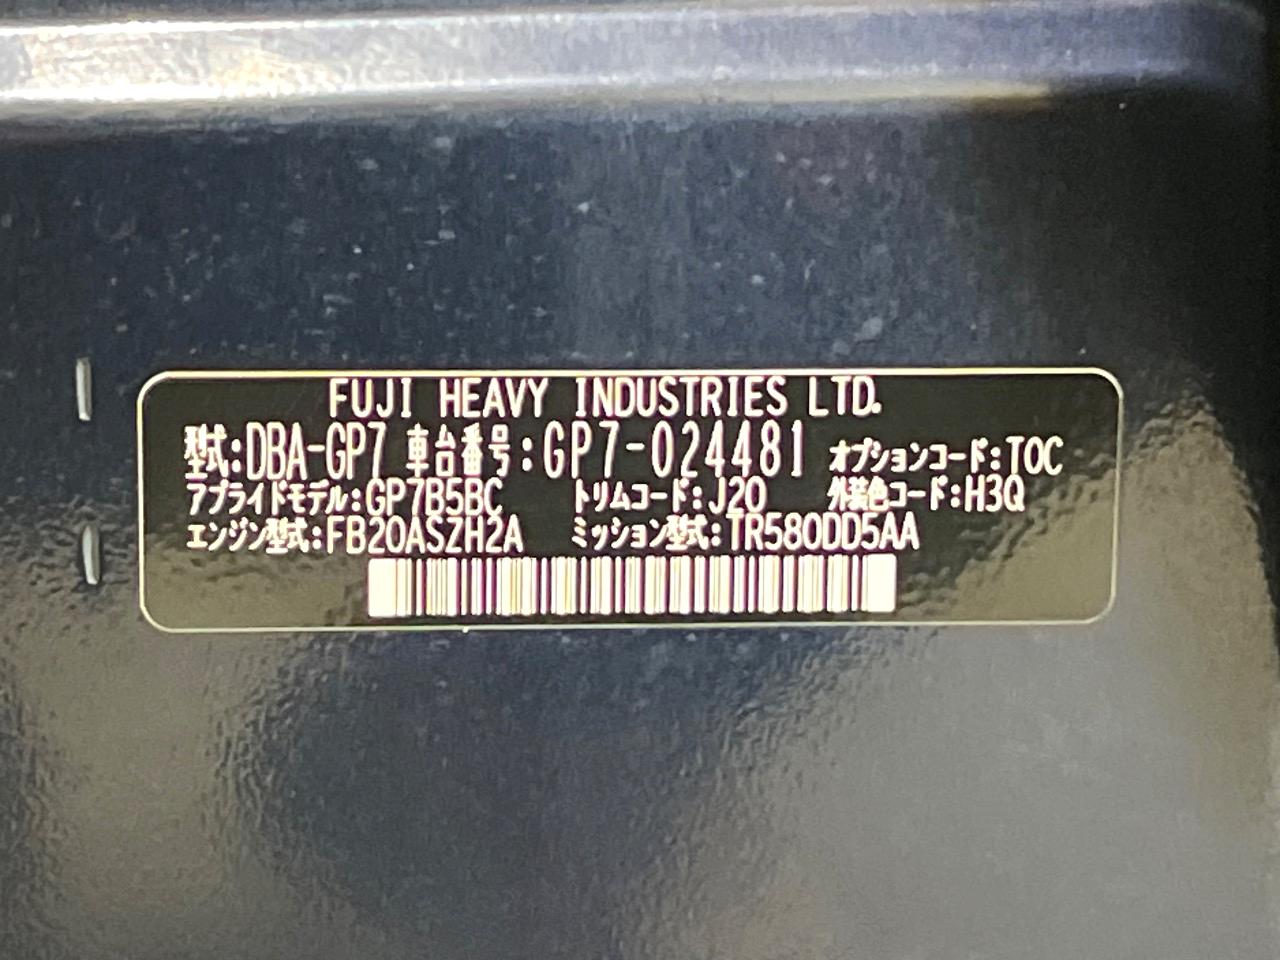 FUJI HEAVY INDUSTRIES LTD.
型式:DBA-GP7 車台番号:GP7-024481 オプションコード:TOC
アプライドモデル:GP7B5BC トリムコード:J20 外装色コード:H3Q
エンジン型式:FB20ASZH2A ミッション型式:TR580DD5AA